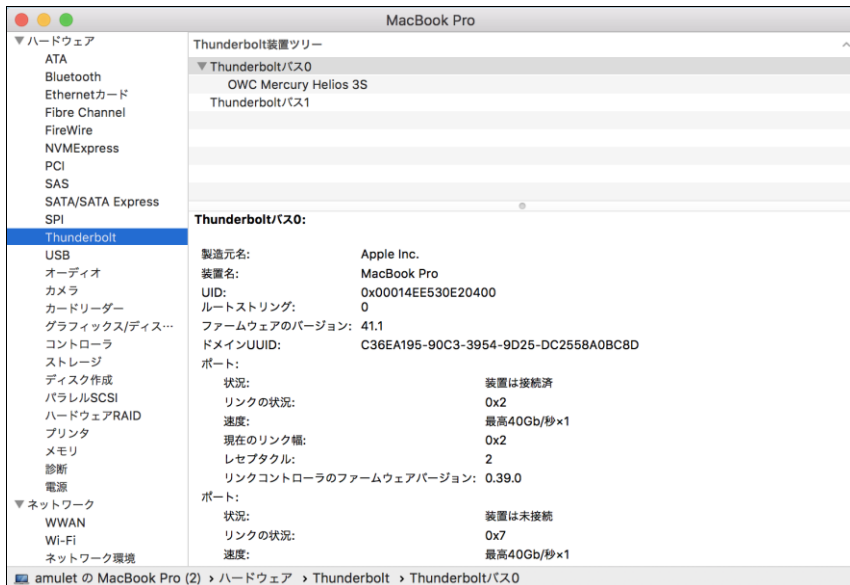 MacBook Pro
▼ハードウェア
ATA
Bluetooth
Ethernetカード
Fibre Channel
FireWire
NVMExpress
PCI
SAS
SATA/SATA Express
SPI
Thunderbolt
USB
オーディオ
カメラ
カードリーダー
グラフィックス/ディス…
コントローラ
ストレージ
ディスク作成
パラレルSCSI
ハードウェアRAID
プリンタ
メモリ
診断
電源
▼ネットワーク
WWAN
Wi-Fi
ネットワーク環境
Thunderbolt装置ツリー
▼Thunderboltバス0
OWC Mercury Helios 3S
Thunderboltバス1
Thunderboltバス0:
製造元名: Apple Inc.
装置名: MacBook Pro
UID: 0x00014EE530E20400
ルートストリング: 0
ファームウェアのバージョン: 41.1
ドメインUUID: C36EA195-90C3-3954-9D25-DC2558A0BC8D
ポート:
状況: 装置は接続済
リンクの状況: 0x2
速度: 最高40Gb/秒×1
現在のリンク幅: 0x2
レセプタクル: 2
リンクコントローラのファームウェアバージョン: 0.39.0
ポート:
状況: 装置は未接続
リンクの状況: 0x7
速度: 最高40Gb/秒×1
amulet の MacBook Pro (2) › ハードウェア › Thunderbolt › Thunderboltバス0